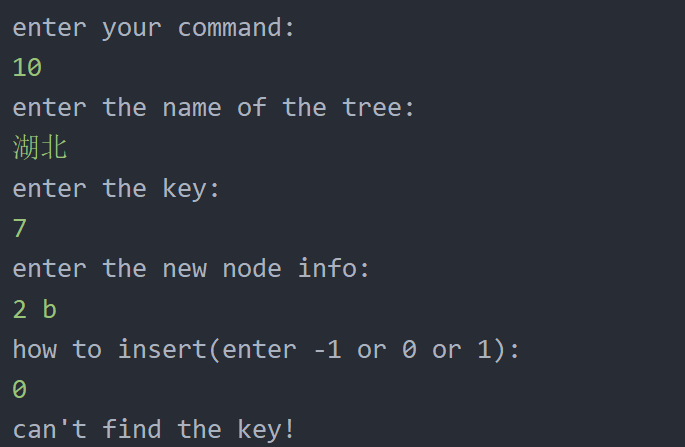 enter your command:
10
enter the name of the tree:
湖北
enter the key:
7
enter the new node info:
2 b
how to insert(enter -1 or 0 or 1):
0
can't find the key!